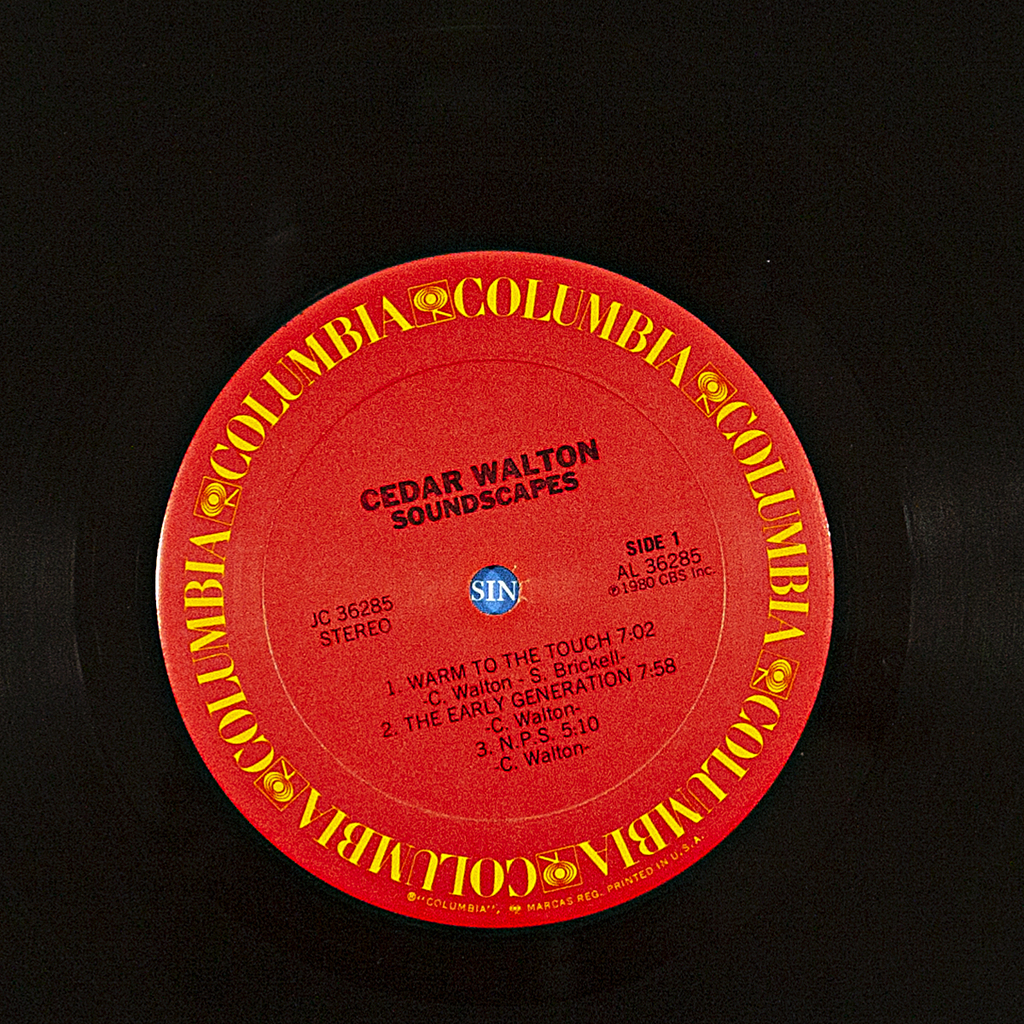 COLUMBIA COLUMBIA COLUMBIA COLUMBIA COLUMBIA COLUMBIA
CEDAR WALTON
SOUNDSCAPES
SIDE 1
AL 36285
℗ 1980 CBS Inc.
SIN
JC 36285
STEREO
1. WARM TO THE TOUCH 7:02
-C. Walton - S. Brickell-
2. THE EARLY GENERATION 7:58
-C. Walton-
3. N.P.S. 5:10
-C. Walton-
®"COLUMBIA", MARCAS REG. PRINTED IN U.S.A.